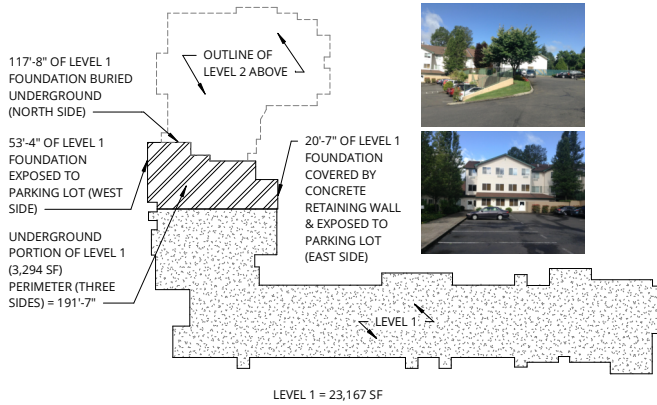 117'-8" OF LEVEL 1
FOUNDATION BURIED
UNDERGROUND
(NORTH SIDE)
OUTLINE OF
LEVEL 2 ABOVE
53'-4" OF LEVEL 1
FOUNDATION
EXPOSED TO
PARKING LOT (WEST
SIDE)
20'-7" OF LEVEL 1
FOUNDATION
COVERED BY
CONCRETE
RETAINING WALL
& EXPOSED TO
PARKING LOT
(EAST SIDE)
UNDERGROUND
PORTION OF LEVEL 1
(3,294 SF)
PERIMETER (THREE
SIDES) = 191'-7"
LEVEL 1
LEVEL 1 = 23,167 SF